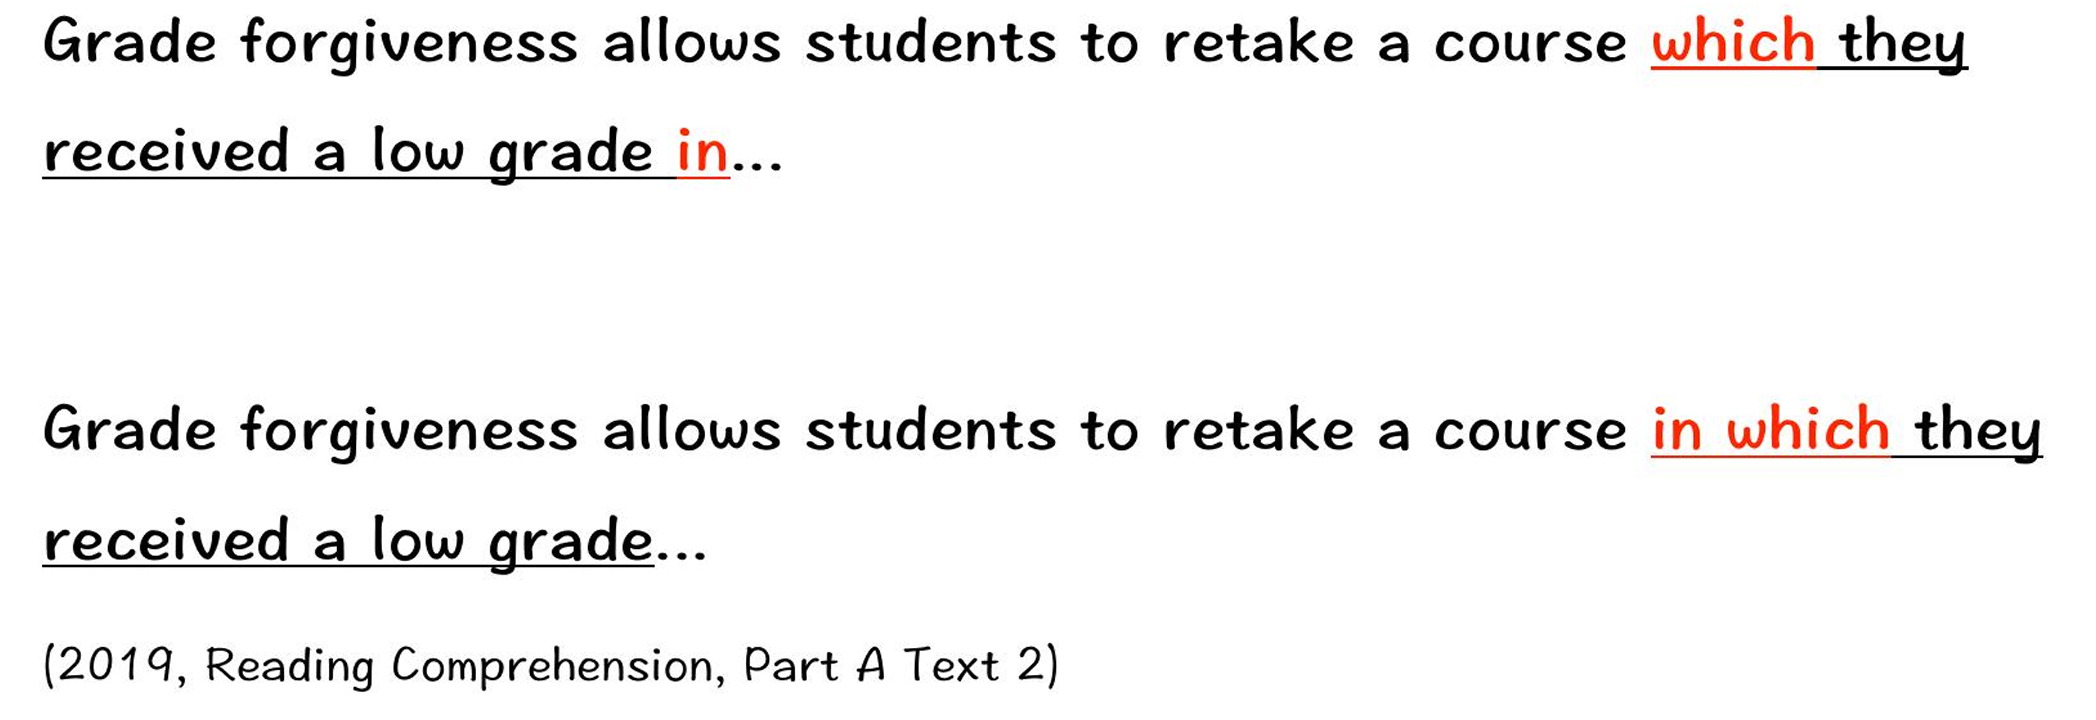 Grade forgiveness allows students to retake a course which they
received a low grade in...
Grade forgiveness allows students to retake a course in which they
received a low grade...
(2019, Reading Comprehension, Part A Text 2)